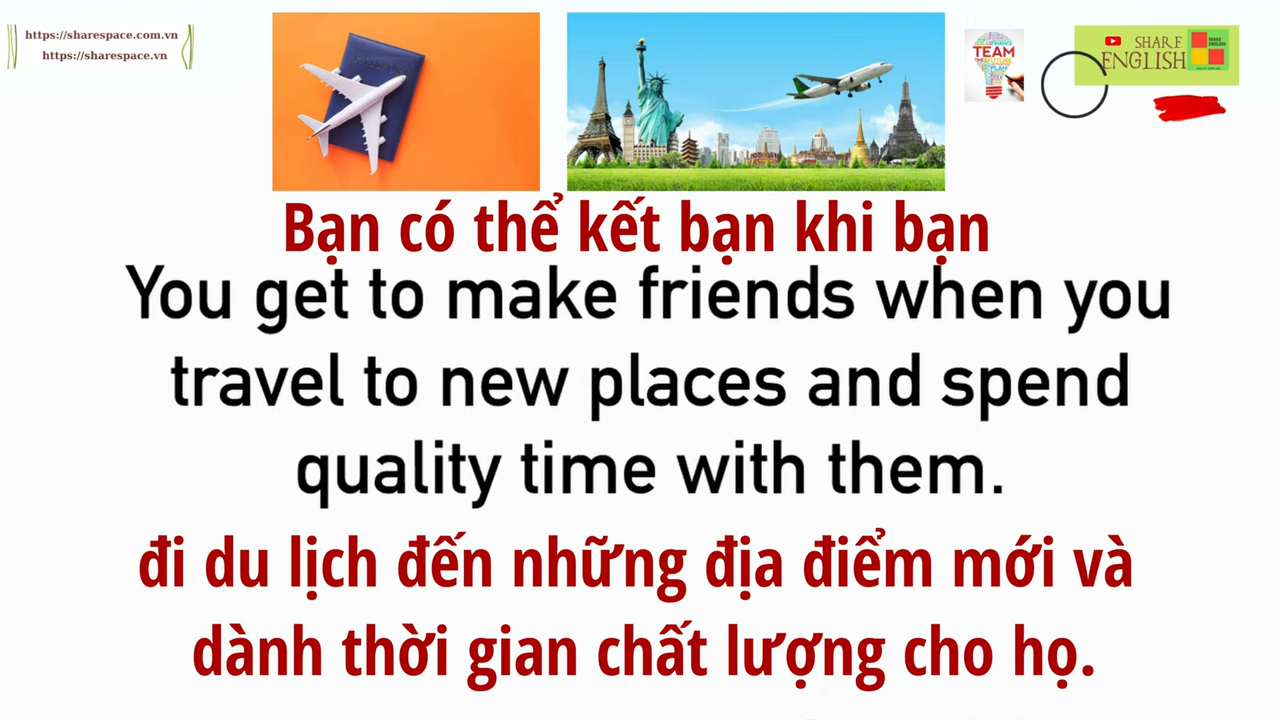 https://sharespace.com.vn
https://sharespace.vn
TEAM
PLAN
SHARE
ENGLISH
Bạn có thể kết bạn khi bạn
You get to make friends when you
travel to new places and spend
quality time with them.
đi du lịch đến những địa điểm mới và
dành thời gian chất lượng cho họ.